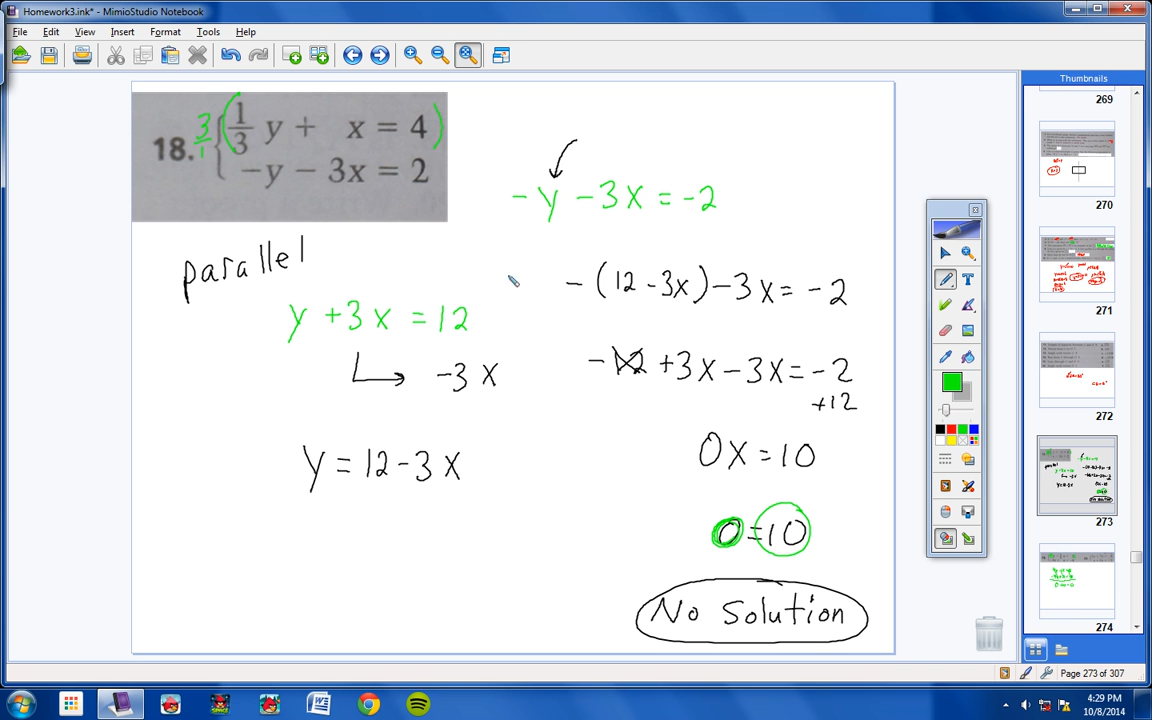 Homework3.ink* - MimioStudio Notebook
File Edit View Insert Format Tools Help
Thumbnails
3/1
18. { (1/3 y + x = 4)
-y - 3x = 2
parallel
y + 3x = 12
-3x
y = 12 - 3x
-y - 3x = -2
-(12 - 3x) - 3x = -2
-12 + 3x - 3x = -2
+12
0x = 10
0 = 10
No Solution
T
269
270
271
272
273
274
Page 273 of 307
4:29 PM
10/8/2014